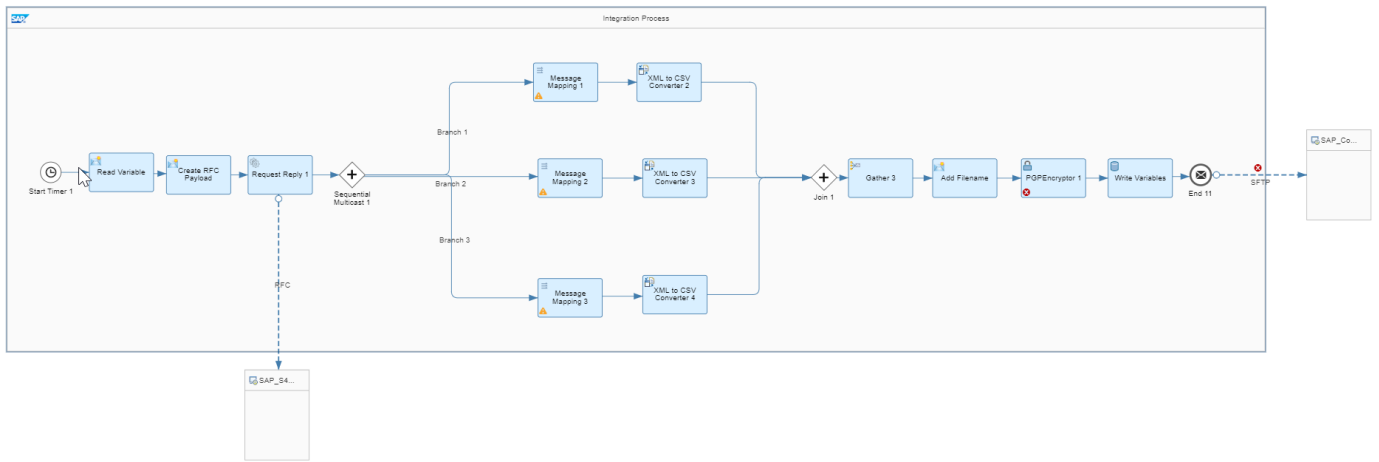 SAP
Integration Process
Start Timer 1
Read Variable
Create RFC
Payload
Request Reply 1
Sequential
Multicast 1
Branch 1
Branch 2
Branch 3
Message
Mapping 1
XML to CSV
Converter 2
Message
Mapping 2
XML to CSV
Converter 3
Message
Mapping 3
XML to CSV
Converter 4
Join 1
Gather 3
Add Filename
PGPEncryptor 1
Write Variables
End 11
SFTP
SAP_Co...
RFC
SAP_S4...